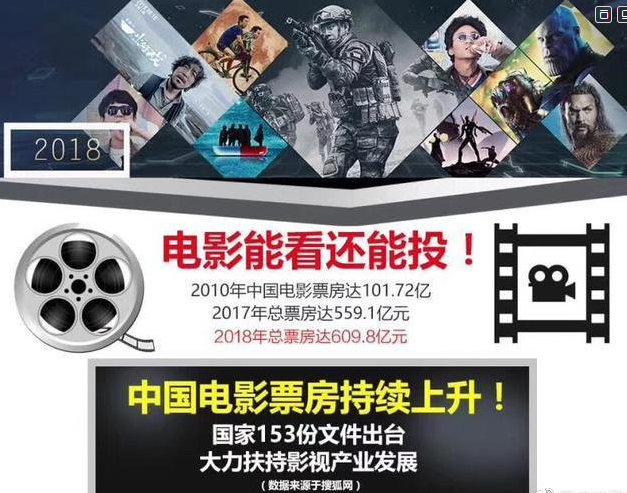 2018
电影能看还能投！
2010年中国电影票房达101.72亿
2017年总票房达559.1亿元
2018年总票房达609.8亿元
中国电影票房持续上升！
国家153份文件出台
大力扶持影视产业发展
（数据来源于搜狐网）